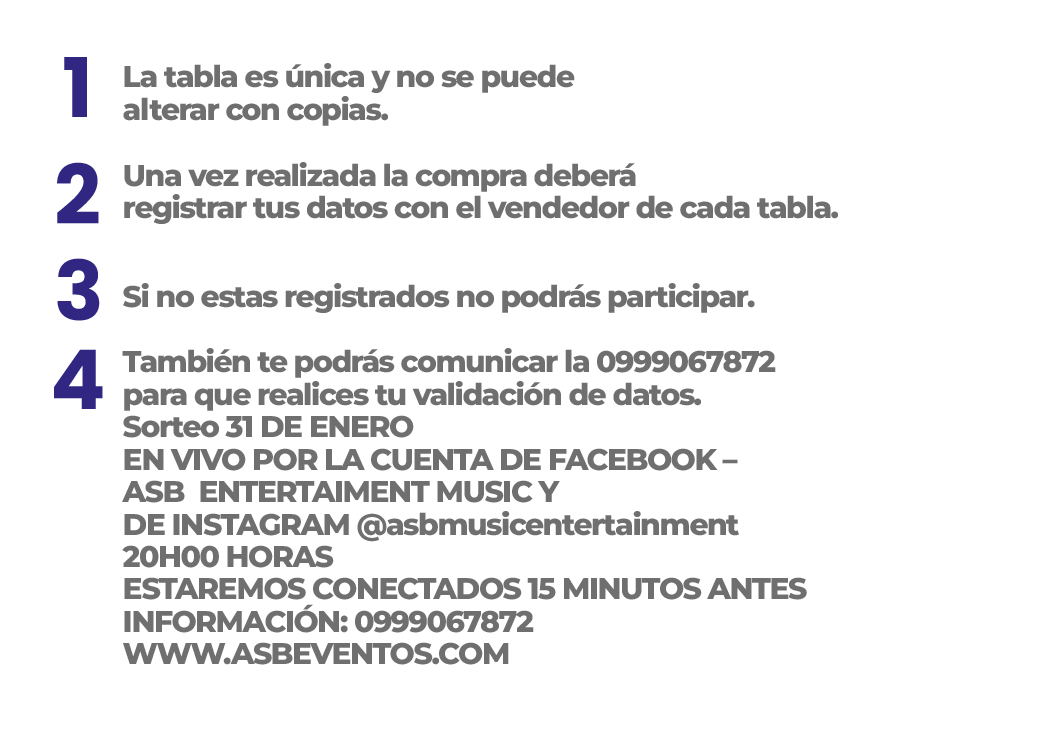 1 La tabla es única y no se puede
alterar con copias.
2 Una vez realizada la compra deberá
registrar tus datos con el vendedor de cada tabla.
3 Si no estas registrados no podrás participar.
4 También te podrás comunicar la 0999067872
para que realices tu validación de datos.
Sorteo 31 DE ENERO
EN VIVO POR LA CUENTA DE FACEBOOK –
ASB  ENTERTAIMENT MUSIC Y
DE INSTAGRAM @asbmusicentertainment
20H00 HORAS
ESTAREMOS CONECTADOS 15 MINUTOS ANTES
INFORMACIÓN: 0999067872
WWW.ASBEVENTOS.COM